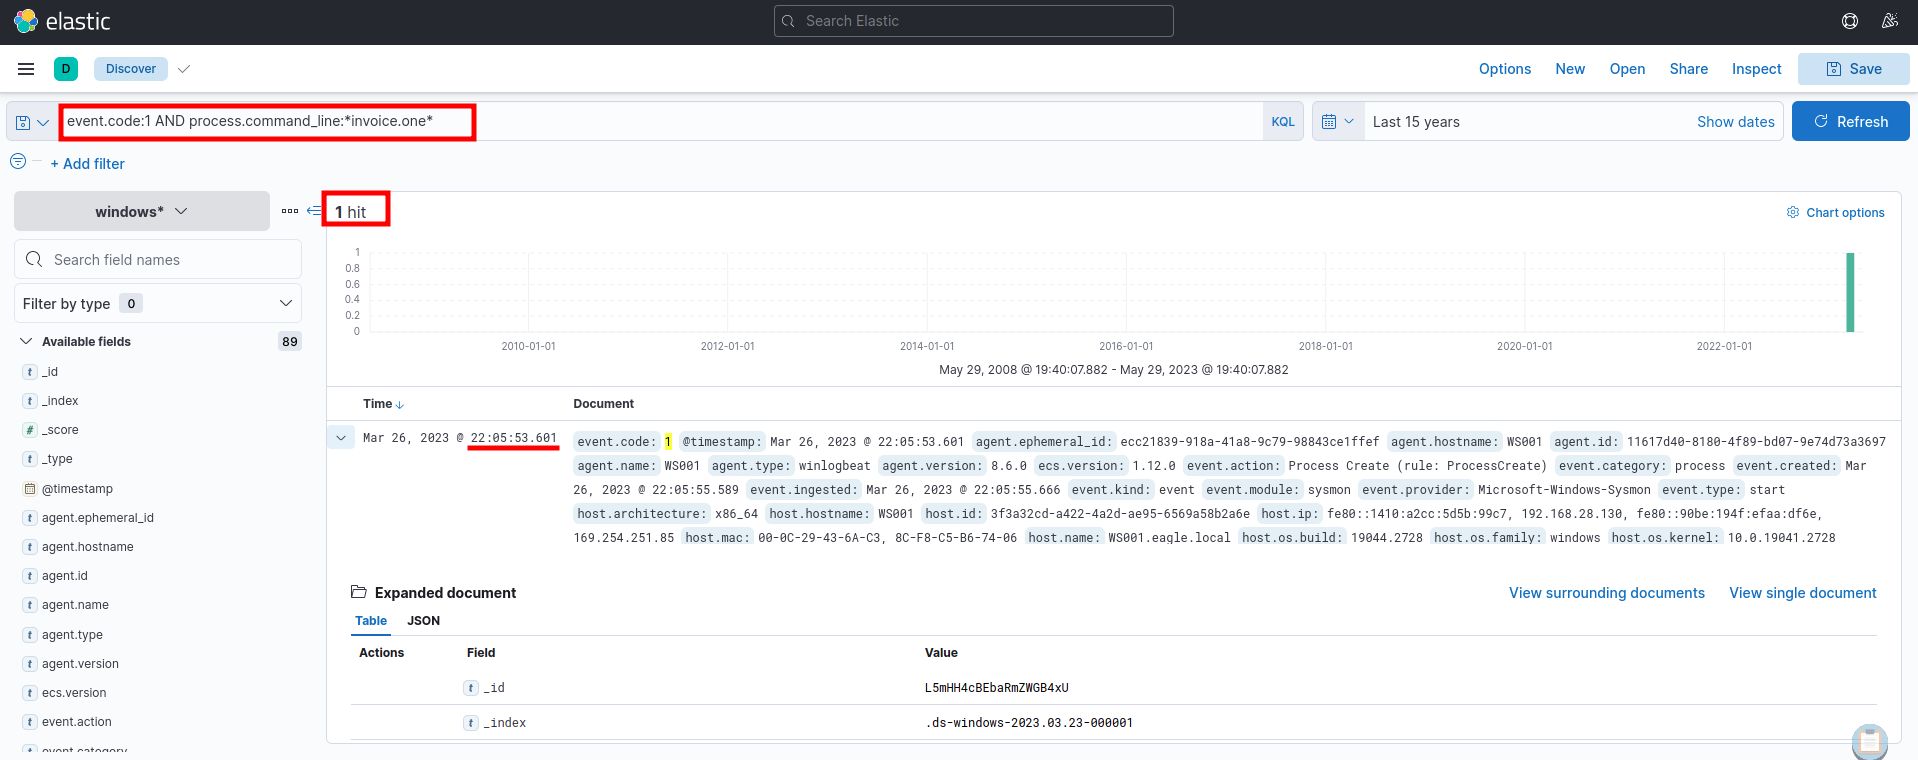 elastic
Search Elastic
D Discover
Options New Open Share Inspect Save
event.code:1 AND process.command_line:*invoice.one*
KQL
Last 15 years
Show dates
Refresh
+ Add filter
windows*
Search field names
Filter by type 0
Available fields 89
t _id
t _index
# _score
t _type
@timestamp
t agent.ephemeral_id
t agent.hostname
t agent.id
t agent.name
t agent.type
t agent.version
t ecs.version
t event.action
t event.category
1 hit
Chart options
1
0.8
0.6
0.4
0.2
0
2010-01-01 2012-01-01 2014-01-01 2016-01-01 2018-01-01 2020-01-01 2022-01-01
May 29, 2008 @ 19:40:07.882 - May 29, 2023 @ 19:40:07.882
Time Document
Mar 26, 2023 @ 22:05:53.601
event.code: 1 @timestamp: Mar 26, 2023 @ 22:05:53.601 agent.ephemeral_id: ecc21839-918a-41a8-9c79-98843ce1ffef agent.hostname: WS001 agent.id: 11617d40-8180-4f89-bd07-9e74d73a3697
agent.name: WS001 agent.type: winlogbeat agent.version: 8.6.0 ecs.version: 1.12.0 event.action: Process Create (rule: ProcessCreate) event.category: process event.created: Mar
26, 2023 @ 22:05:55.589 event.ingested: Mar 26, 2023 @ 22:05:55.666 event.kind: event event.module: sysmon event.provider: Microsoft-Windows-Sysmon event.type: start
host.architecture: x86_64 host.hostname: WS001 host.id: 3f3a32cd-a422-4a2d-ae95-6569a58b2a6e host.ip: fe80::1410:a2cc:5d5b:99c7, 192.168.28.130, fe80::90be:194f:efaa:df6e,
169.254.251.85 host.mac: 00-0C-29-43-6A-C3, 8C-F8-C5-B6-74-06 host.name: WS001.eagle.local host.os.build: 19044.2728 host.os.family: windows host.os.kernel: 10.0.19041.2728
Expanded document
View surrounding documents View single document
Table JSON
Actions Field Value
t _id L5mHH4cBEbaRmZWGB4xU
t _index .ds-windows-2023.03.23-000001